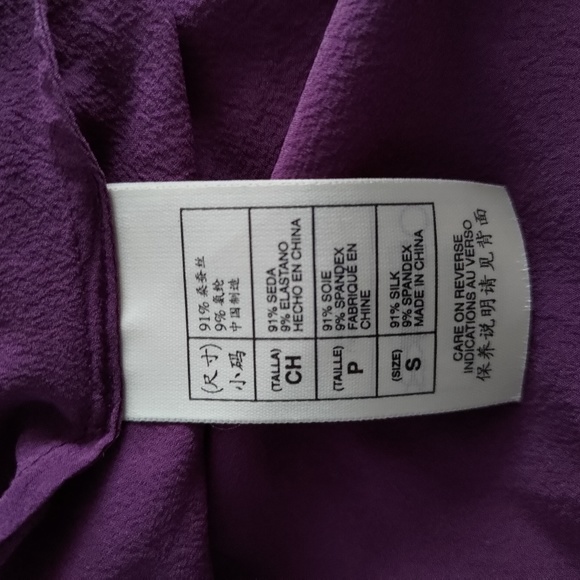 (尺寸)
小码
91% 桑蚕丝
9% 氨纶
中国制造
(TALLA)
CH
91% SEDA
9% ELASTANO
HECHO EN CHINA
(TAILLE)
P
91% SOIE
9% SPANDEX
FABRIQUÉ EN
CHINE
(SIZE)
S
91% SILK
9% SPANDEX
MADE IN CHINA
CARE ON REVERSE
INDICATIONS AU VERSO
保养说明请见背面